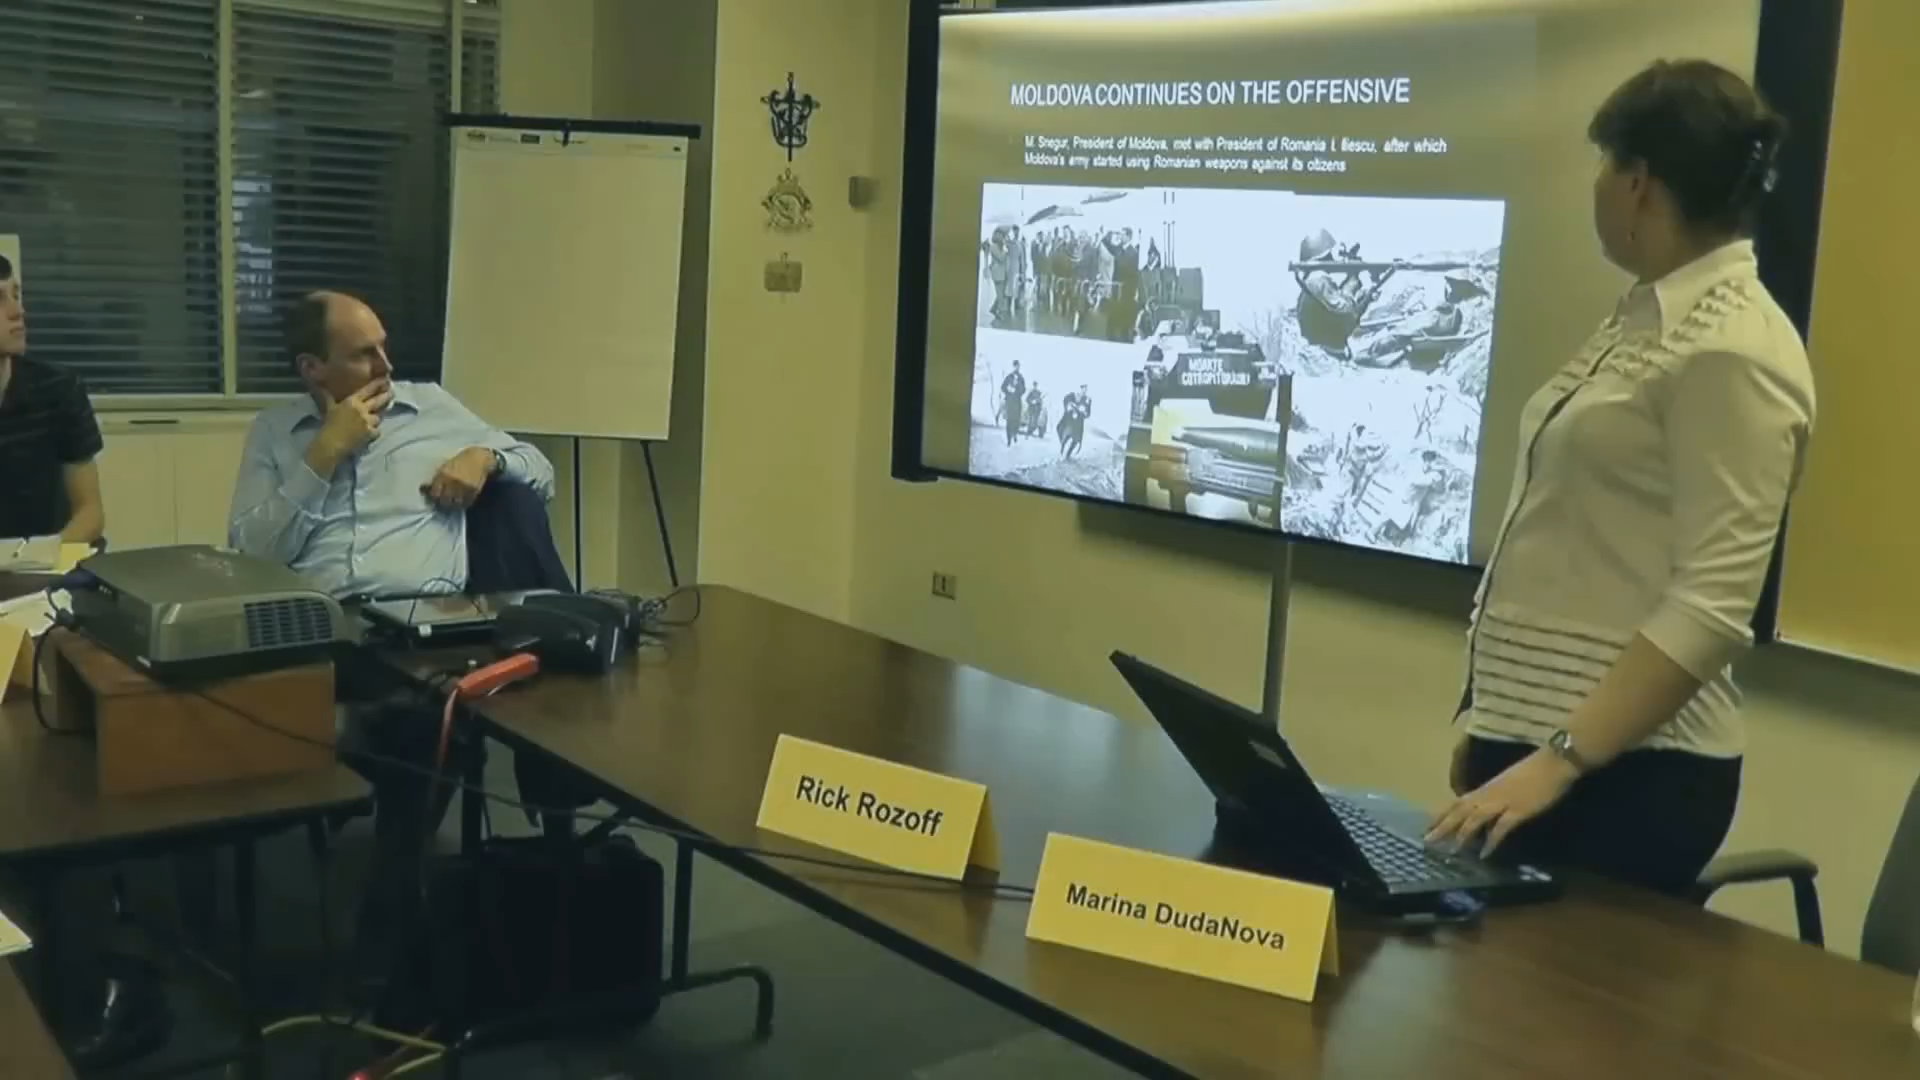 MOLDOVA CONTINUES ON THE OFFENSIVE
M. Snegur, President of Moldova, met with President of Romania I. Iliescu, after which
Moldova's army started using Romanian weapons against its citizens
MOARTE
COTROPITORILOR!
Rick Rozoff
Marina DudaNova